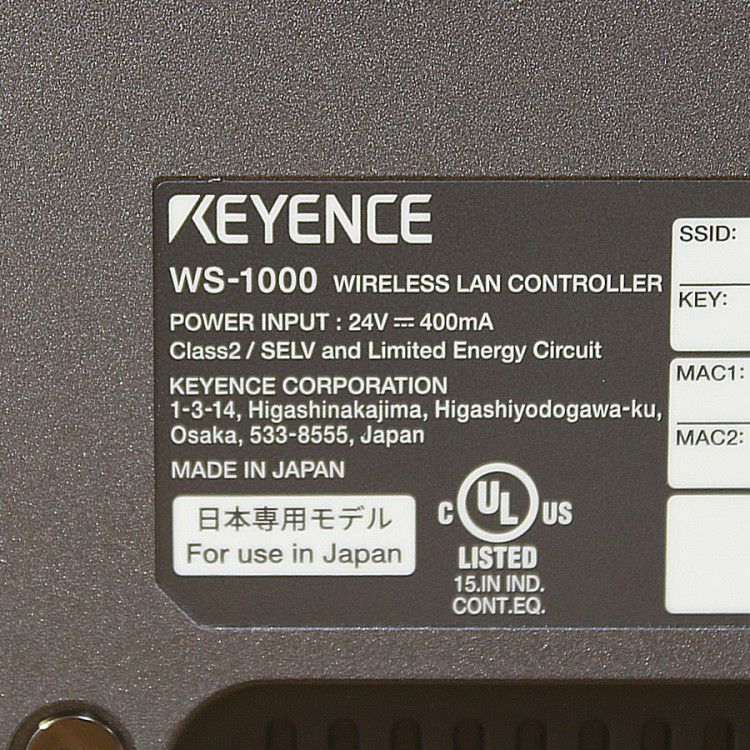 KEYENCE
WS-1000 WIRELESS LAN CONTROLLER
POWER INPUT : 24V ⎓ 400mA
Class2 / SELV and Limited Energy Circuit
KEYENCE CORPORATION
1-3-14, Higashinakajima, Higashiyodogawa-ku,
Osaka, 533-8555, Japan
MADE IN JAPAN
日本専用モデル
For use in Japan
C UL US
LISTED
15.IN IND.
CONT.EQ.
SSID:
KEY:
MAC1:
MAC2: